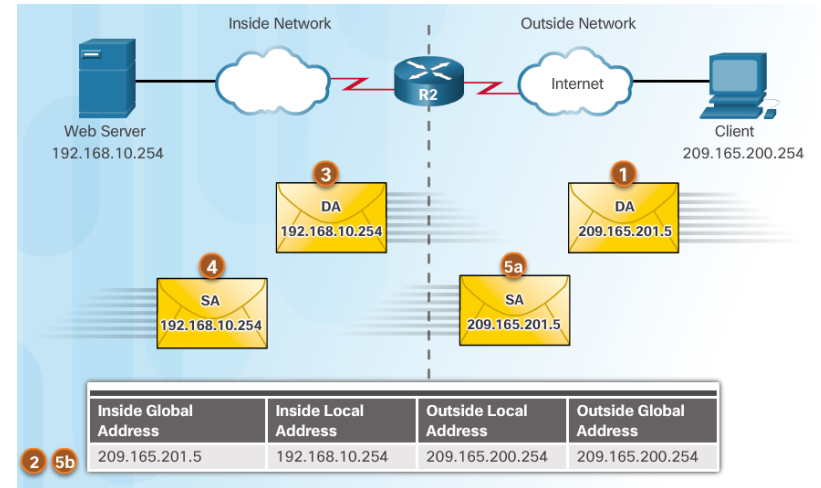 Inside Network
Outside Network
R2
Internet
Web Server
192.168.10.254
Client
209.165.200.254
3
DA
192.168.10.254
1
DA
209.165.201.5
4
SA
192.168.10.254
5a
SA
209.165.201.5
Inside Global
Address
Inside Local
Address
Outside Local
Address
Outside Global
Address
2 5b
209.165.201.5 192.168.10.254 209.165.200.254 209.165.200.254